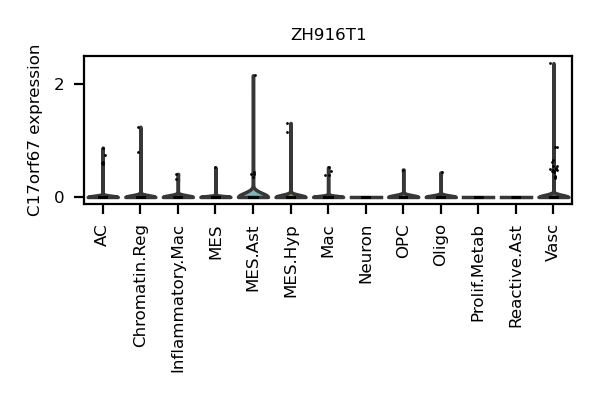 ZH916T1
C17orf67 expression
2
0
AC
Chromatin.Reg
Inflammatory.Mac
MES
MES.Ast
MES.Hyp
Mac
Neuron
OPC
Oligo
Prolif.Metab
Reactive.Ast
Vasc